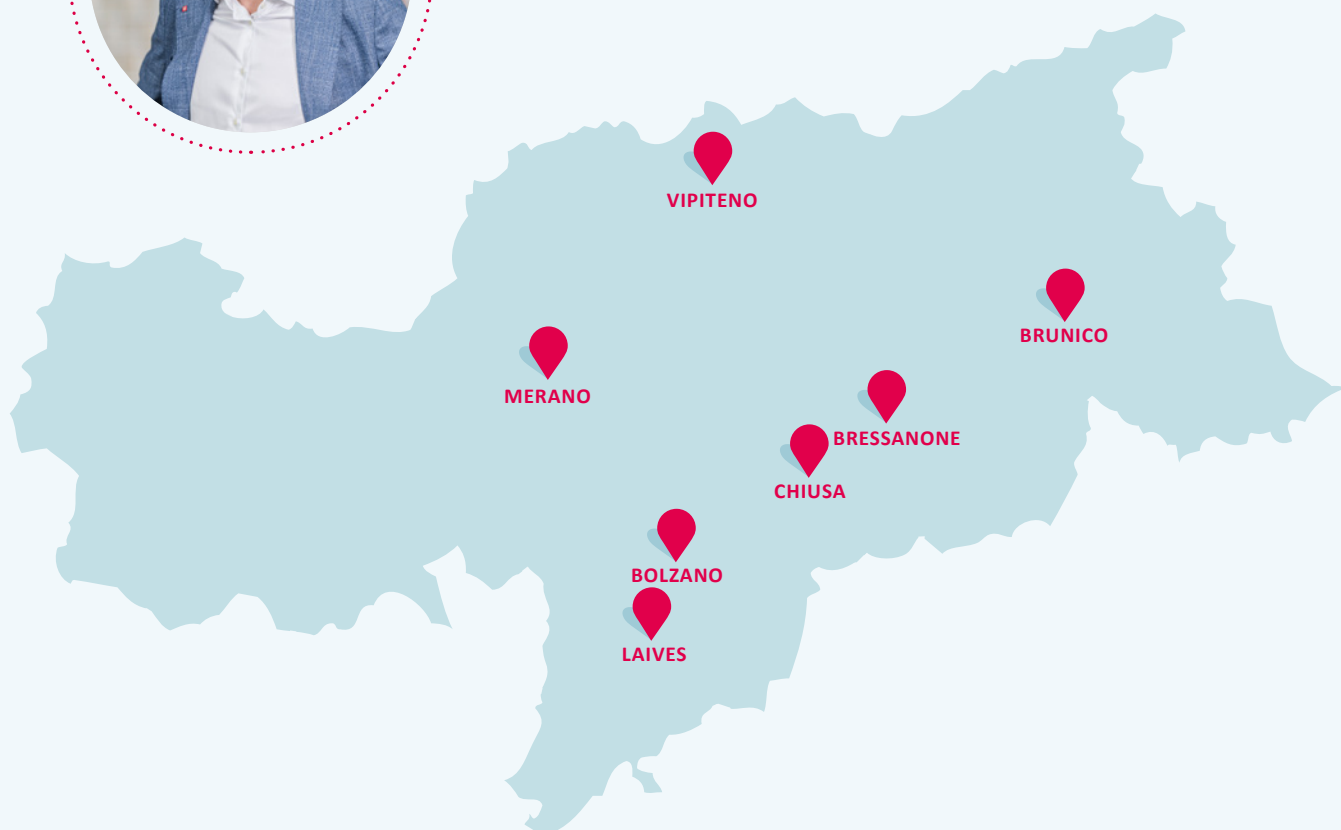 VIPITENO
BRUNICO
MERANO
BRESSANONE
CHIUSA
BOLZANO
LAIVES